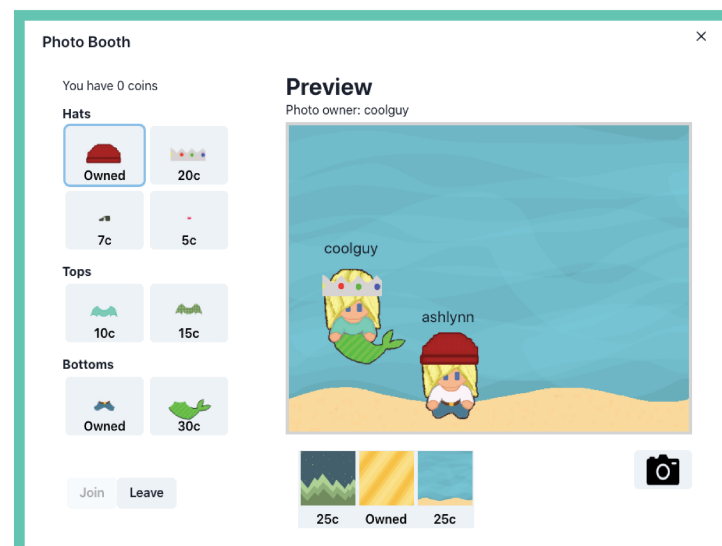 Photo Booth
You have 0 coins
Hats
Owned 20c
7c 5c
Tops
10c 15c
Bottoms
Owned 30c
Join Leave
Preview
Photo owner: coolguy
coolguy
ashlynn
25c Owned 25c